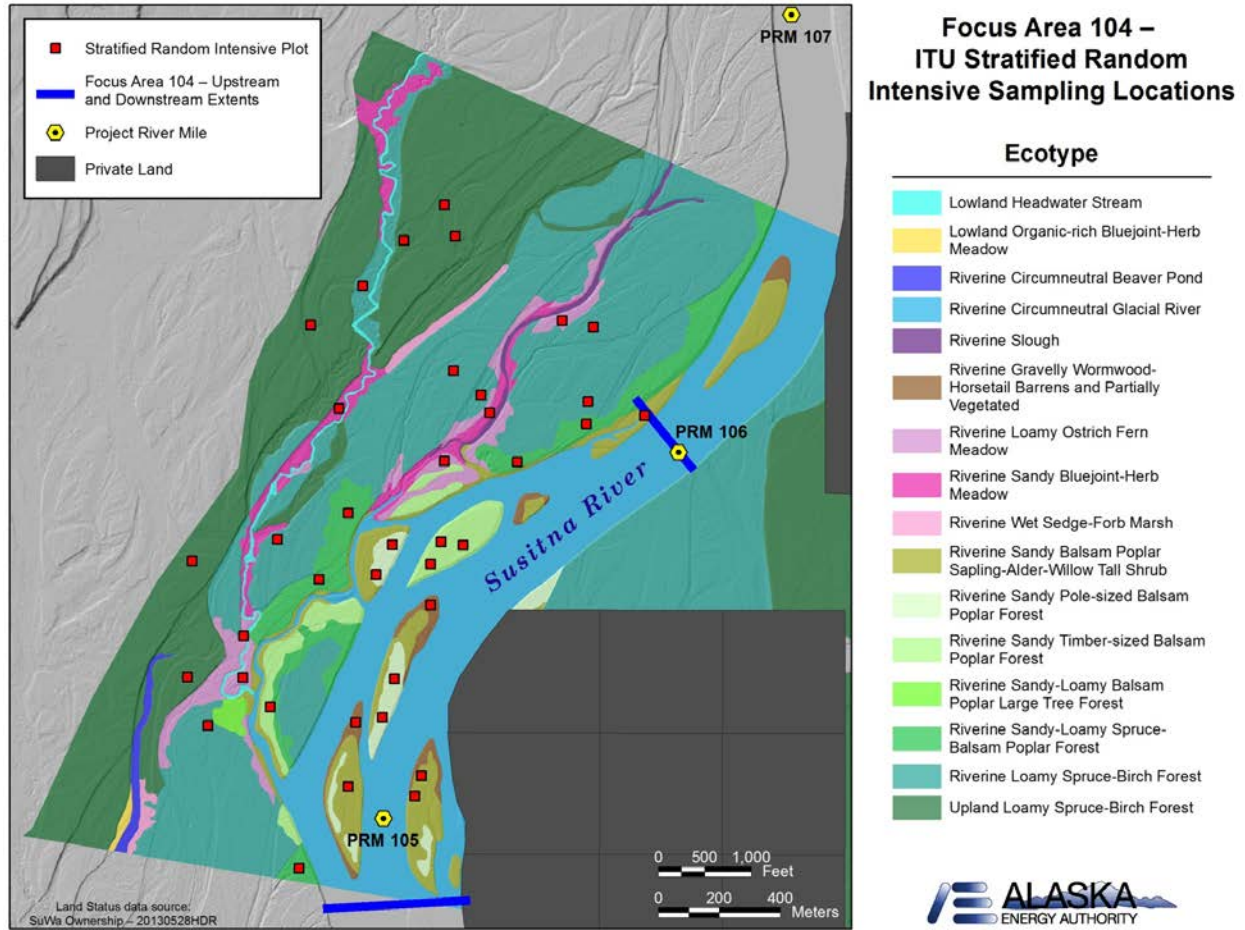 Stratified Random Intensive Plot
Focus Area 104 – Upstream
and Downstream Extents
Project River Mile
Private Land
PRM 107
PRM 106
Susitna River
PRM 105
0 500 1,000
Feet
0 200 400
Meters
Land Status data source:
SuWa Ownership – 20130528HDR
Focus Area 104 –
ITU Stratified Random
Intensive Sampling Locations
Ecotype
Lowland Headwater Stream
Lowland Organic-rich Bluejoint-Herb
Meadow
Riverine Circumneutral Beaver Pond
Riverine Circumneutral Glacial River
Riverine Slough
Riverine Gravelly Wormwood-
Horsetail Barrens and Partially
Vegetated
Riverine Loamy Ostrich Fern
Meadow
Riverine Sandy Bluejoint-Herb
Meadow
Riverine Wet Sedge-Forb Marsh
Riverine Sandy Balsam Poplar
Sapling-Alder-Willow Tall Shrub
Riverine Sandy Pole-sized Balsam
Poplar Forest
Riverine Sandy Timber-sized Balsam
Poplar Forest
Riverine Sandy-Loamy Balsam
Poplar Large Tree Forest
Riverine Sandy-Loamy Spruce-
Balsam Poplar Forest
Riverine Loamy Spruce-Birch Forest
Upland Loamy Spruce-Birch Forest
ALASKA
ENERGY AUTHORITY